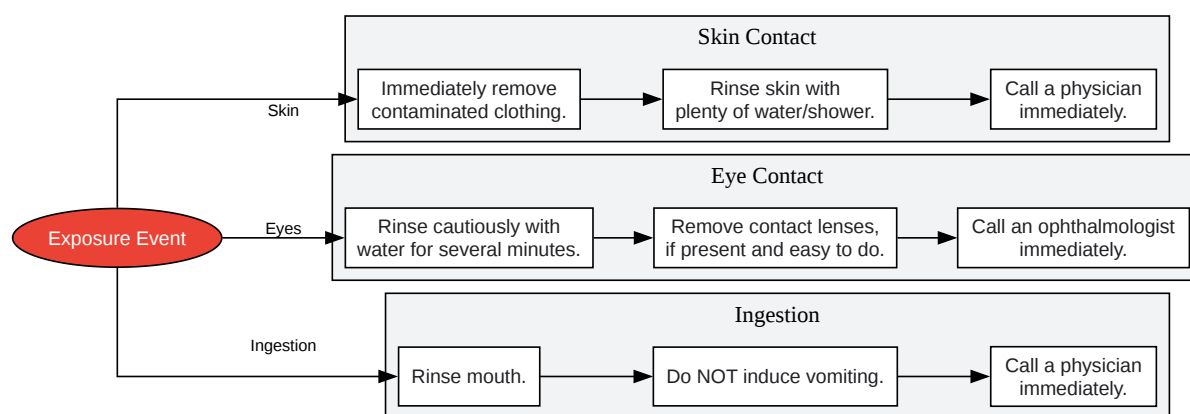 Skin Contact
Immediately remove
contaminated clothing.
Rinse skin with
plenty of water/shower.
Call a physician
immediately.
Skin
Eye Contact
Exposure Event
Eyes
Rinse cautiously with
water for several minutes.
Remove contact lenses,
if present and easy to do.
Call an ophthalmologist
immediately.
Ingestion
Ingestion
Rinse mouth.
Do NOT induce vomiting.
Call a physician
immediately.